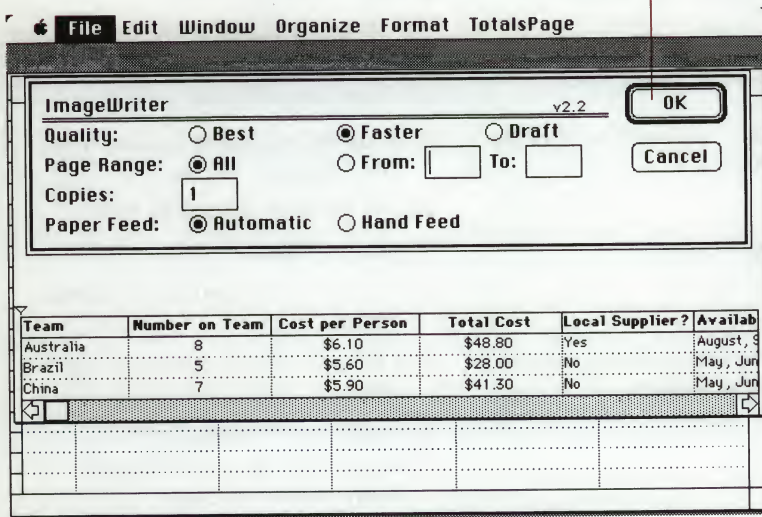 File Edit Window Organize Format TotalsPage
ImageWriter v2.2 OK
Quality: Best Faster Draft
Page Range: All From: To: Cancel
Copies: 1
Paper Feed: Automatic Hand Feed
Team Number on Team Cost per Person Total Cost Local Supplier? Availab
Australia 8 $6.10 $48.80 Yes August, S
Brazil 5 $5.60 $28.00 No May, Jun
China 7 $5.90 $41.30 No May, Jun